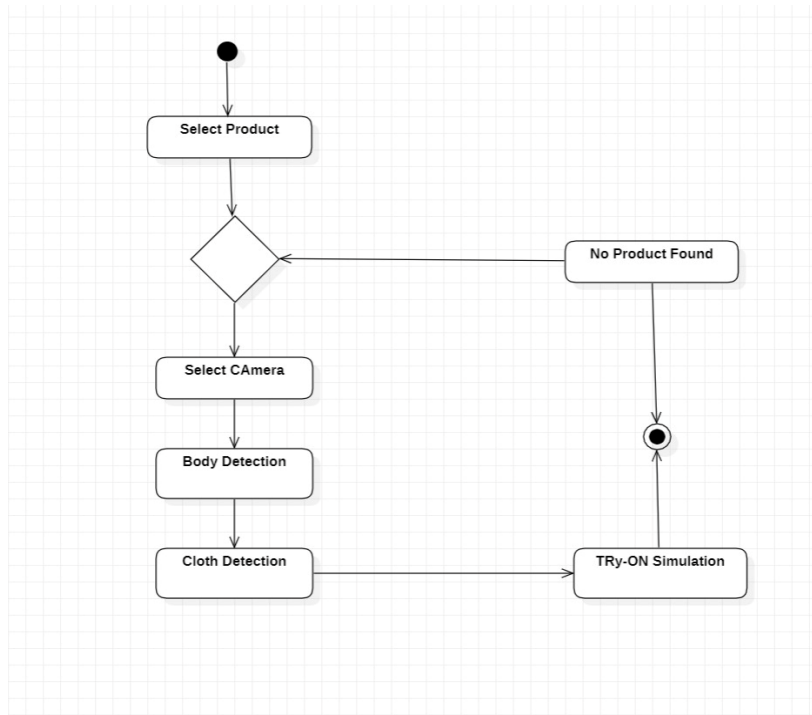 Select Product
No Product Found
Select CAmera
Body Detection
Cloth Detection
TRy-ON Simulation